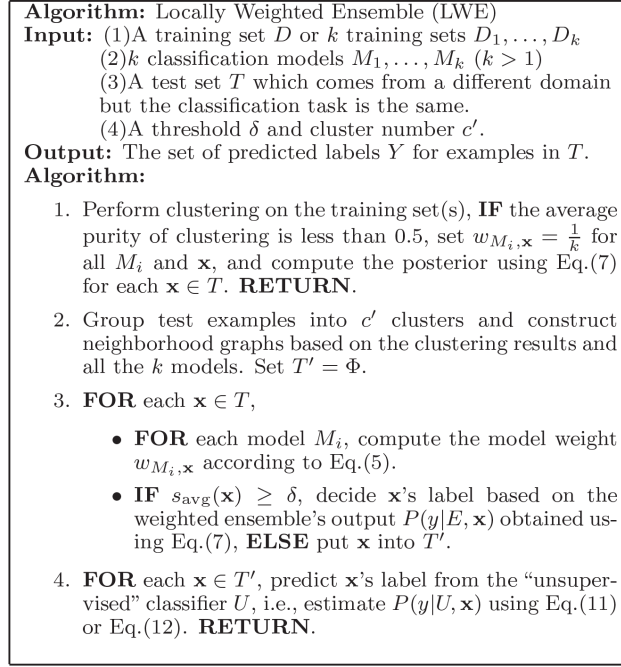 Algorithm: Locally Weighted Ensemble (LWE)
Input: (1)A training set D or k training sets D₁, . . . , Dₖ
(2)k classification models M₁, . . . , Mₖ (k > 1)
(3)A test set T which comes from a different domain
but the classification task is the same.
(4)A threshold δ and cluster number c′.
Output: The set of predicted labels Y for examples in T.
Algorithm:
1. Perform clustering on the training set(s), IF the average
purity of clustering is less than 0.5, set w_{M_i,x} = 1/k for
all M_i and x, and compute the posterior using Eq.(7)
for each x ∈ T. RETURN.
2. Group test examples into c′ clusters and construct
neighborhood graphs based on the clustering results and
all the k models. Set T′ = Φ.
3. FOR each x ∈ T,
• FOR each model M_i, compute the model weight
w_{M_i,x} according to Eq.(5).
• IF s_avg(x) ≥ δ, decide x's label based on the
weighted ensemble's output P(y|E, x) obtained us-
ing Eq.(7), ELSE put x into T′.
4. FOR each x ∈ T′, predict x's label from the “unsuper-
vised” classifier U, i.e., estimate P(y|U, x) using Eq.(11)
or Eq.(12). RETURN.